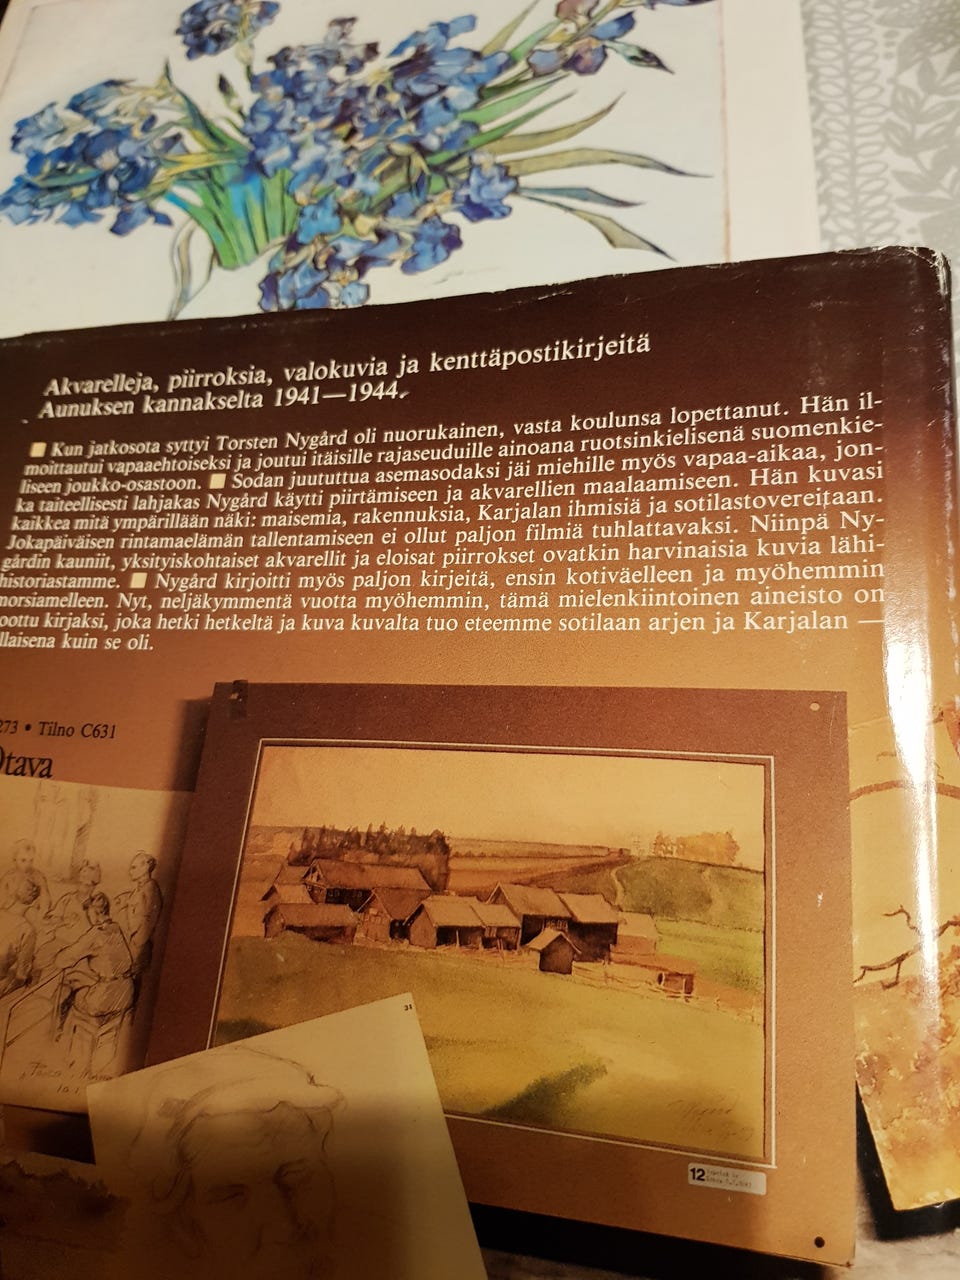 Akvarelleja, piirroksia, valokuvia ja kenttäpostikirjeitä
Aunuksen kannakselta 1941—1944.
Kun jatkosota syttyi Torsten Nygård oli nuorukainen, vasta koulunsa lopettanut. Hän il-
moittautui vapaaehtoiseksi ja joutui itäisille rajaseuduille ainoana ruotsinkielisenä suomenkie-
liseen joukko-osastoon. Sodan juututtua asemasodaksi jäi miehille myös vapaa-aikaa, jon-
ka taiteellisesti lahjakas Nygård käytti piirtämiseen ja akvarellien maalaamiseen. Hän kuvasi
kaikkea mitä ympärillään näki: maisemia, rakennuksia, Karjalan ihmisiä ja sotilastovereitaan.
Jokapäiväisen rintamaelämän tallentamiseen ei ollut paljon filmiä tuhlattavaksi. Niinpä Ny-
gårdin kauniit, yksityiskohtaiset akvarellit ja eloisat piirrokset ovatkin harvinaisia kuvia lähi-
historiastamme. Nygård kirjoitti myös paljon kirjeitä, ensin kotiväelleen ja myöhemmin
morsiamelleen. Nyt, neljäkymmentä vuotta myöhemmin, tämä mielenkiintoinen aineisto on
oottu kirjaksi, joka hetki hetkeltä ja kuva kuvalta tuo eteemme sotilaan arjen ja Karjalan —
llaisena kuin se oli.
273 • Tilno C631
Otava
31
12